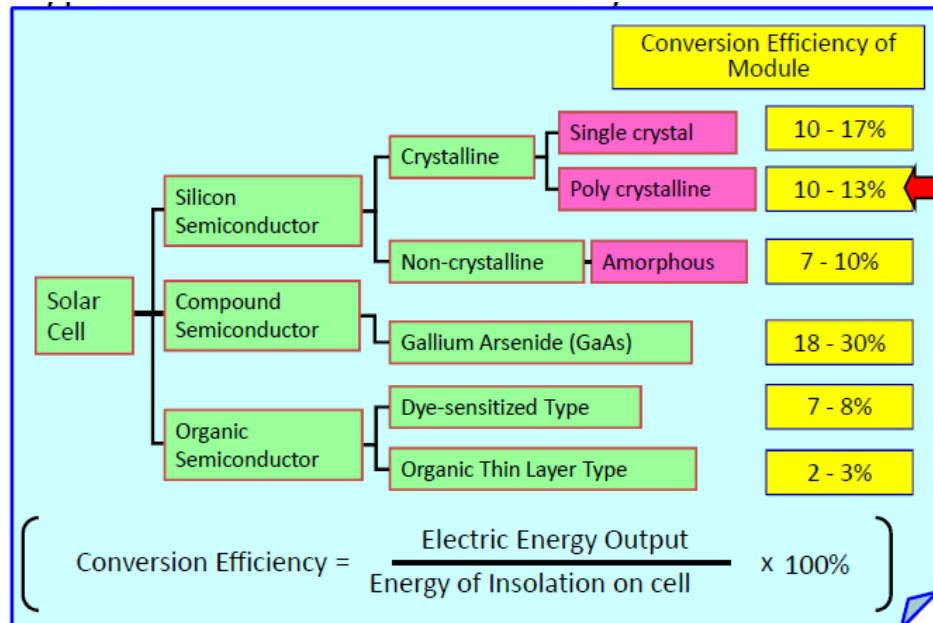 Conversion Efficiency of
Module
Single crystal
10 - 17%
Crystalline
Poly crystalline
10 - 13%
Silicon
Semiconductor
Non-crystalline
Amorphous
7 - 10%
Solar
Cell
Compound
Semiconductor
Gallium Arsenide (GaAs)
18 - 30%
Dye-sensitized Type
7 - 8%
Organic
Semiconductor
Organic Thin Layer Type
2 - 3%
Conversion Efficiency =
Electric Energy Output
Energy of Insolation on cell
x 100%